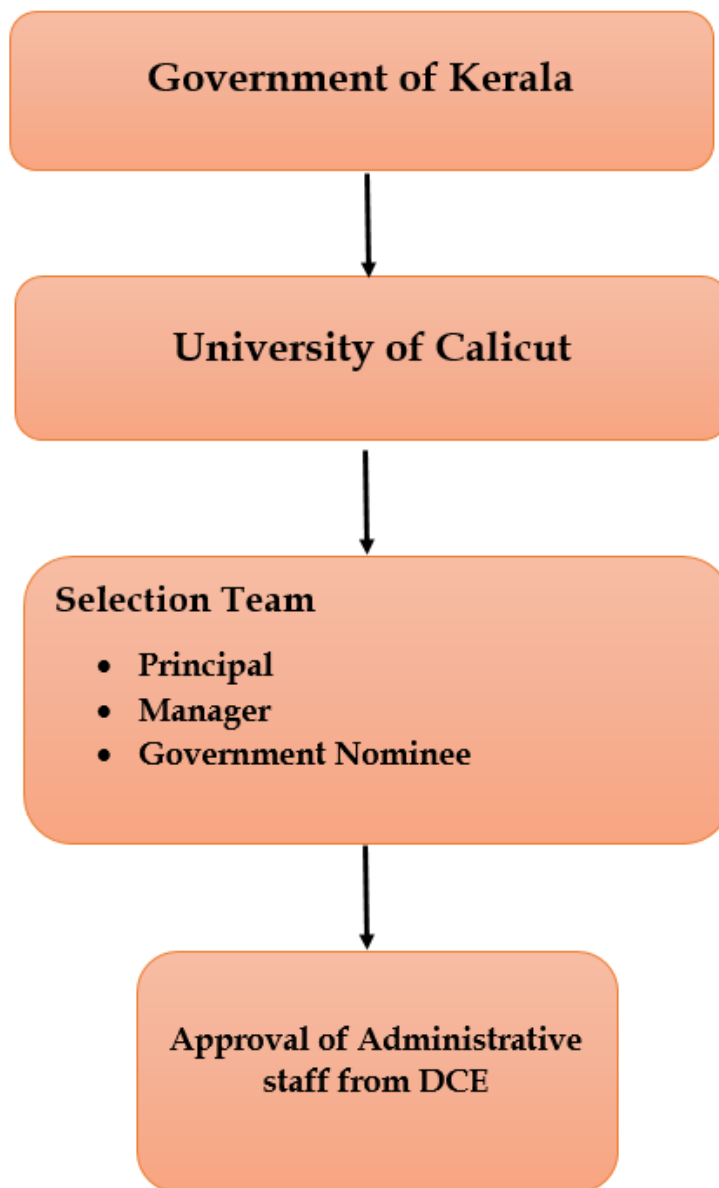 Government of Kerala
University of Calicut
Selection Team
• Principal
• Manager
• Government Nominee
Approval of Administrative
staff from DCE